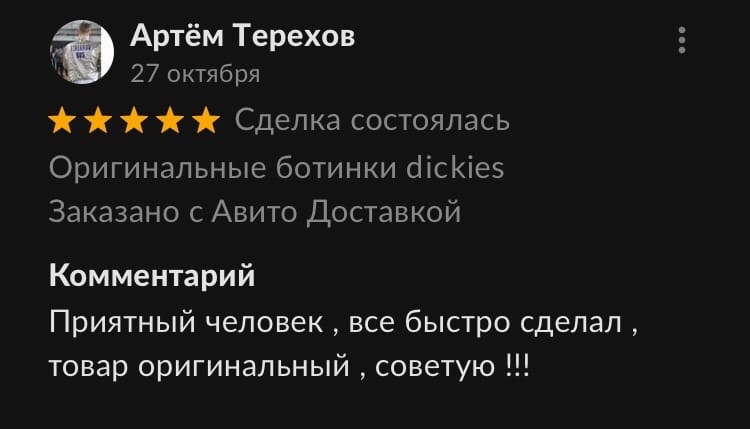 Артём Терехов
27 октября
Сделка состоялась
Оригинальные ботинки dickies
Заказано с Авито Доставкой
Комментарий
Приятный человек , все быстро сделал ,
товар оригинальный , советую !!!